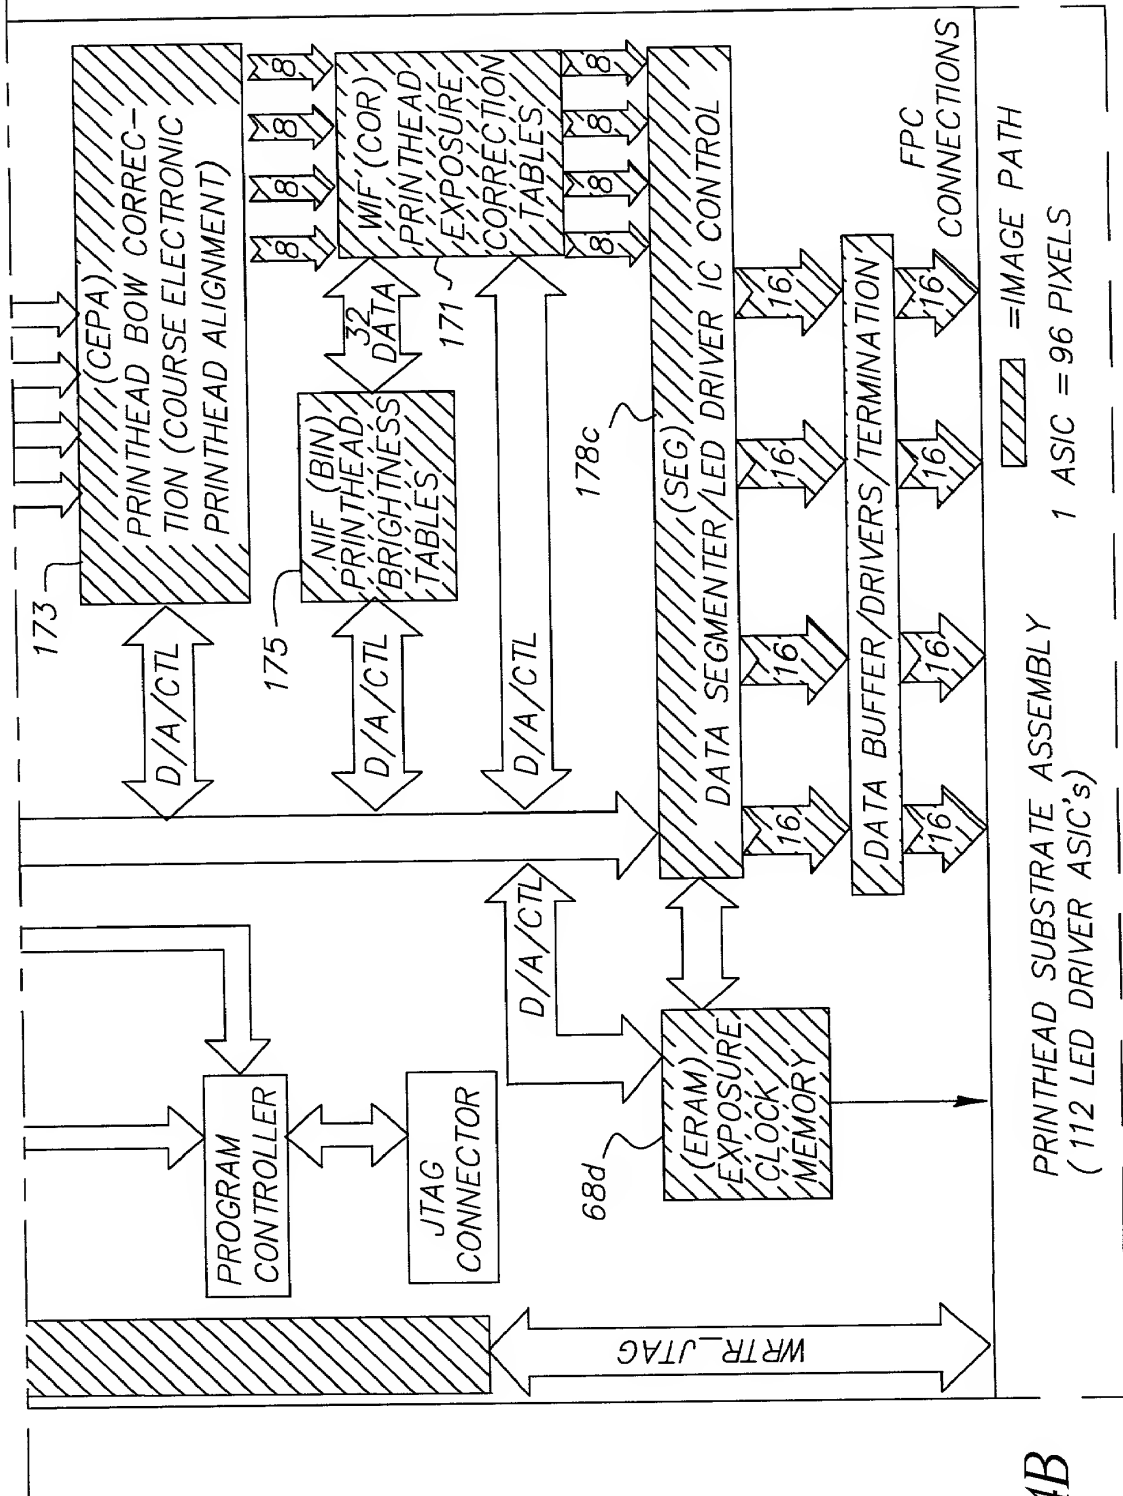 173
(CEPA)
PRINTHEAD BOW CORREC-
TION (COURSE ELECTRONIC
PRINTHEAD ALIGNMENT)
8
8
8
8
D/A/CTL
175
NIF (BIN)
PRINTHEAD
BRIGHTNESS
TABLES
32
DATA
WIF (COR)
PRINTHEAD
EXPOSURE
CORRECTION
TABLES
171
D/A/CTL
D/A/CTL
8
8
8
8
PROGRAM
CONTROLLER
JTAG
CONNECTOR
D/A/CTL
178c
(SEG)
DATA SEGMENTER/LED DRIVER IC CONTROL
68d
(ERAM)
EXPOSURE
CLOCK
MEMORY
16
16
16
16
DATA BUFFER/DRIVERS/TERMINATION
16
16
16
16
FPC
CONNECTIONS
WRTR_JTAG
PRINTHEAD SUBSTRATE ASSEMBLY
(112 LED DRIVER ASIC's)
=IMAGE PATH
1 ASIC = 96 PIXELS